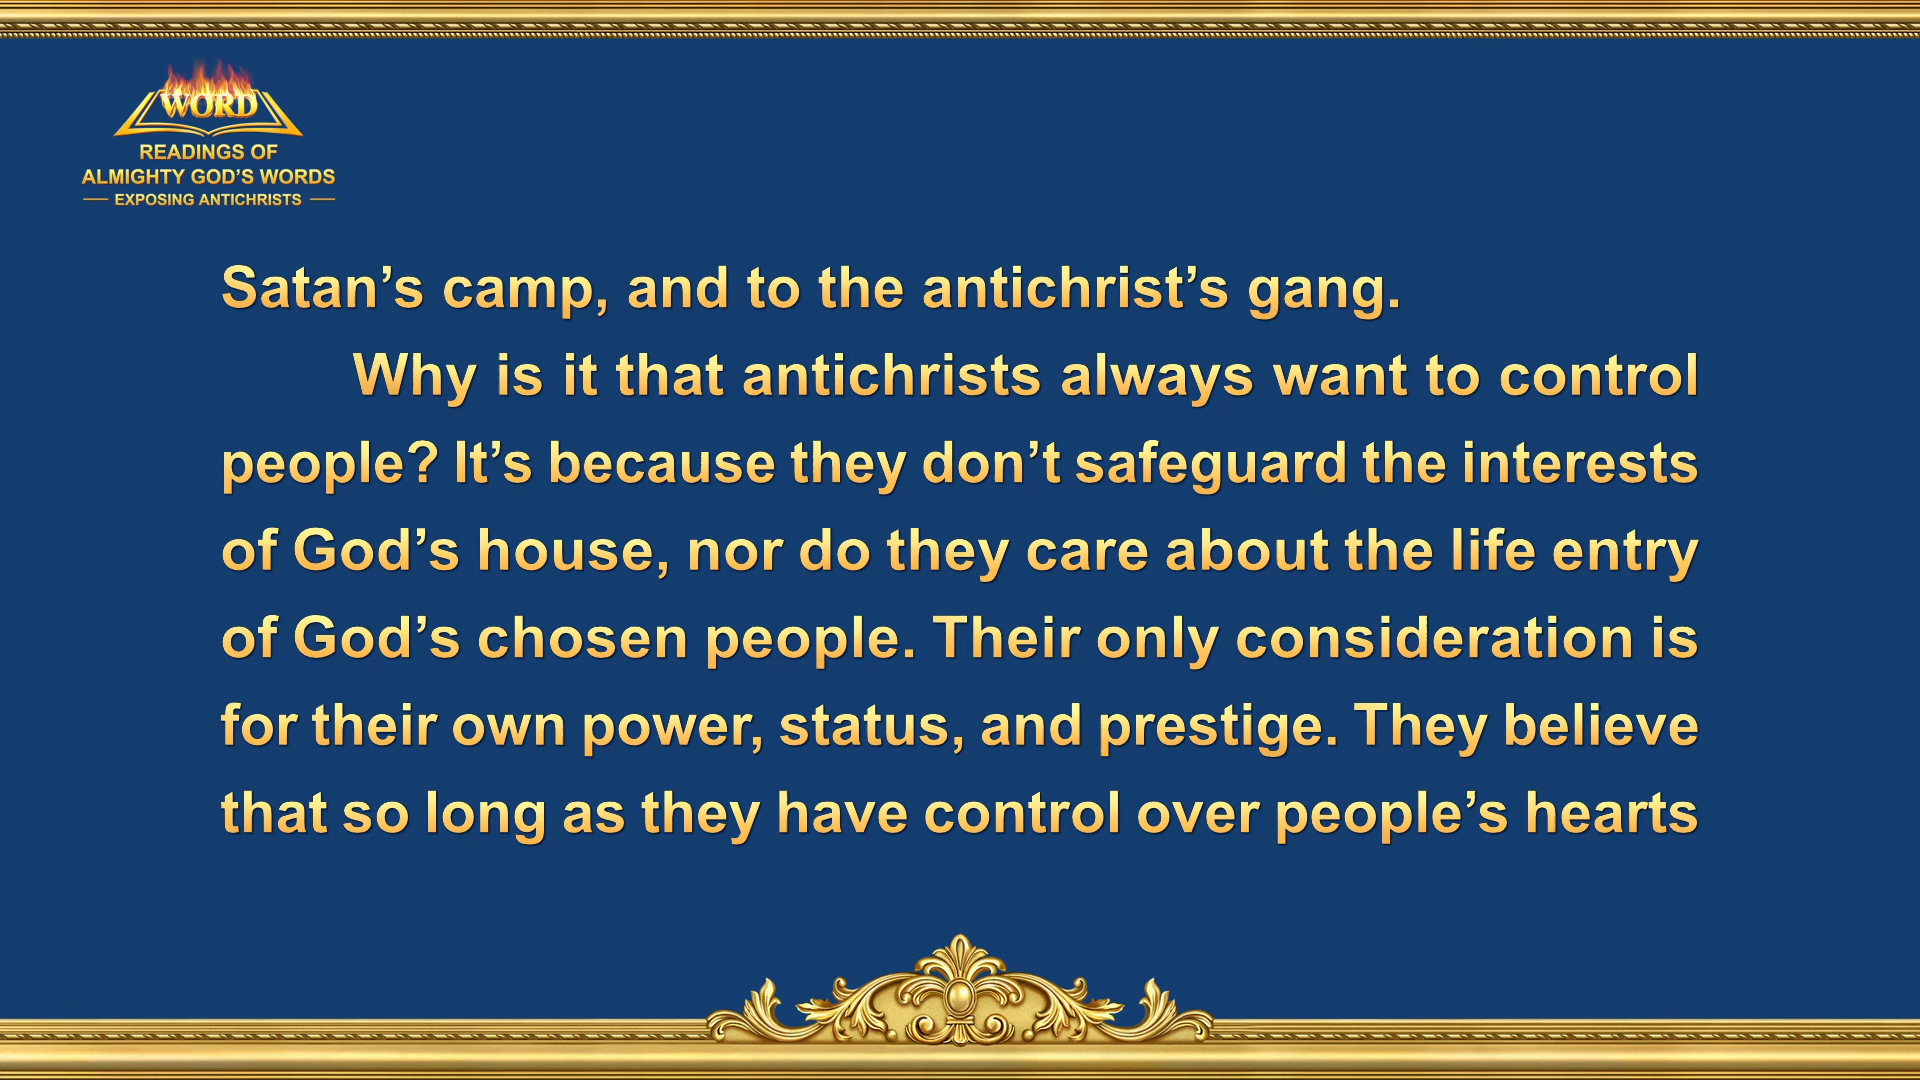 WORD
READINGS OF
ALMIGHTY GOD’S WORDS
EXPOSING ANTICHRISTS
Satan’s camp, and to the antichrist’s gang.
Why is it that antichrists always want to control
people? It’s because they don’t safeguard the interests
of God’s house, nor do they care about the life entry
of God’s chosen people. Their only consideration is
for their own power, status, and prestige. They believe
that so long as they have control over people’s hearts